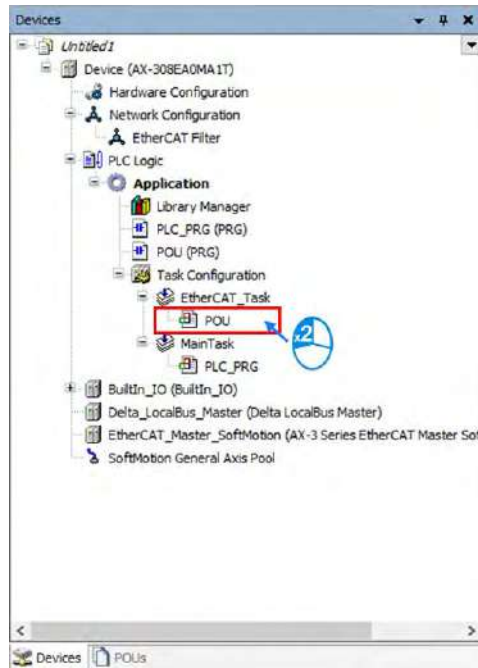 Devices
Untitled1
Device (AX-308EA0MA1T)
Hardware Configuration
Network Configuration
EtherCAT Filter
PLC Logic
Application
Library Manager
PLC_PRG (PRG)
POU (PRG)
Task Configuration
EtherCAT_Task
POU
x2
MainTask
PLC_PRG
BuiltIn_IO (BuiltIn_IO)
Delta_LocalBus_Master (Delta LocalBus Master)
EtherCAT_Master_SoftMotion (AX-3 Series EtherCAT Master Sof
SoftMotion General Axis Pool
Devices
POUs